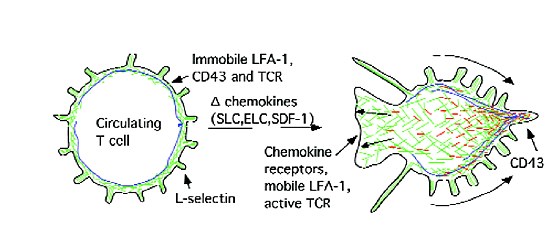 Immobile LFA-1,
CD43 and TCR
Circulating
T cell
Δ chemokines
(SLC,ELC,SDF-1)
L-selectin
Chemokine
receptors,
mobile LFA-1,
active TCR
CD43